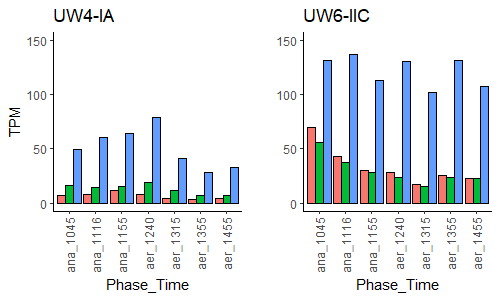 UW4-IA
UW6-IIC
TPM
150
100
50
0
ana_1045
ana_1116
ana_1155
aer_1240
aer_1315
aer_1355
aer_1455
Phase_Time
150
100
50
0
ana_1045
ana_1116
ana_1155
aer_1240
aer_1315
aer_1355
aer_1455
Phase_Time